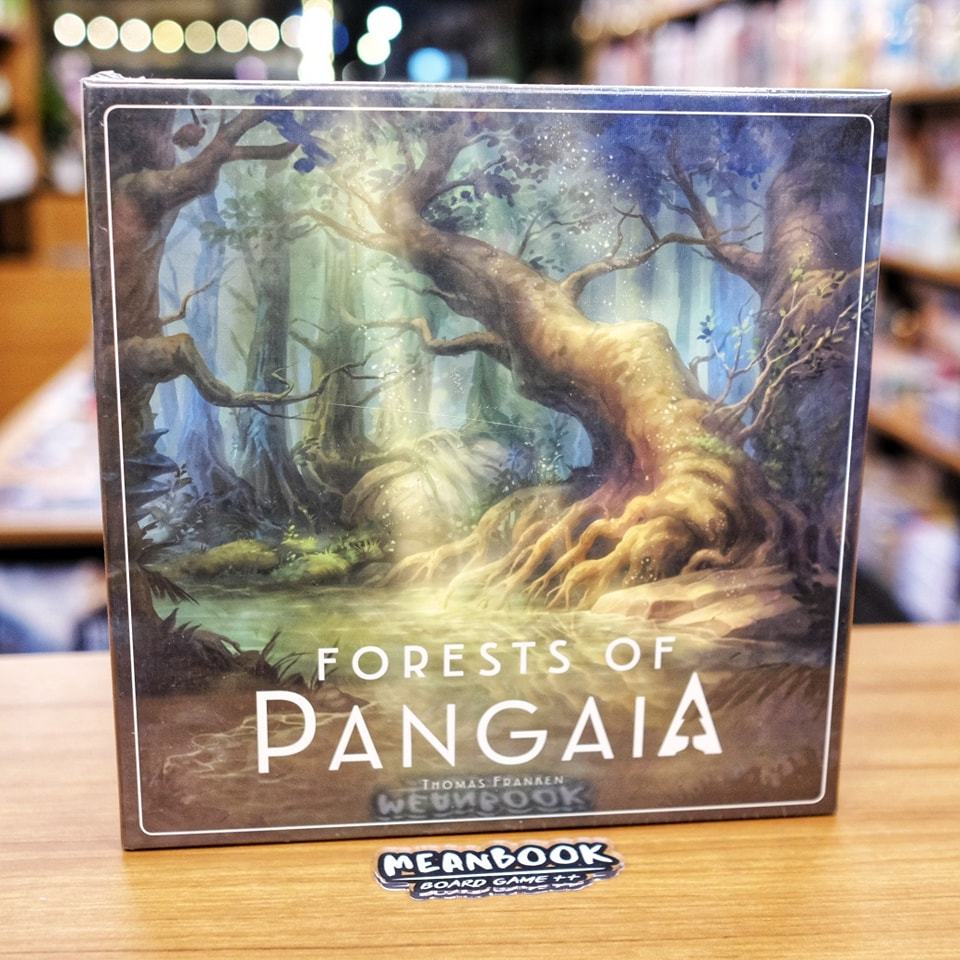 FORESTS OF
PANGAIA
THOMAS FRANKEN
MEANBOOK
MEANBOOK
BOARD GAME ++